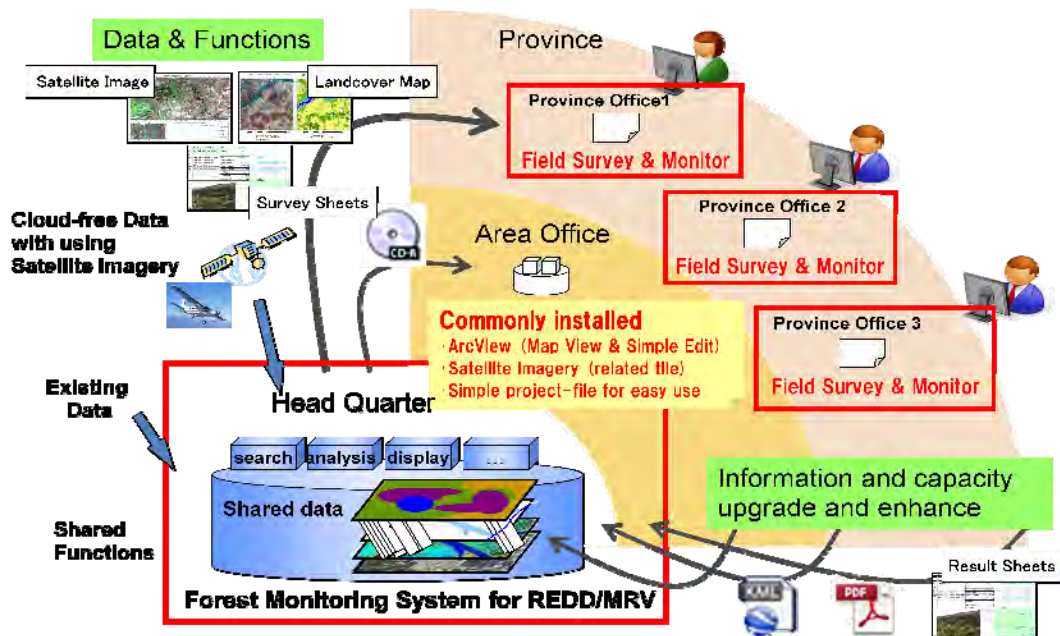 Data & Functions
Satellite Image
Landcover Map
Survey Sheets
Cloud-free Data
with using
Satellite Imagery
CD-R
Province
Province Office1
Field Survey & Monitor
Province Office 2
Field Survey & Monitor
Province Office 3
Field Survey & Monitor
Area Office
Commonly installed
・ArcView (Map View & Simple Edit)
・Satellite Imagery (related file)
・Simple project-file for easy use
Existing
Data
Head Quarter
search
analysis
display
...
Shared data
Shared
Functions
Forest Monitoring System for REDD/MRV
Information and capacity
upgrade and enhance
KML
PDF
Result Sheets